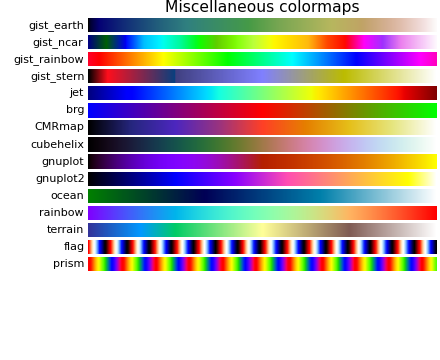 Miscellaneous colormaps
gist_earth
gist_ncar
gist_rainbow
gist_stern
jet
brg
CMRmap
cubehelix
gnuplot
gnuplot2
ocean
rainbow
terrain
flag
prism